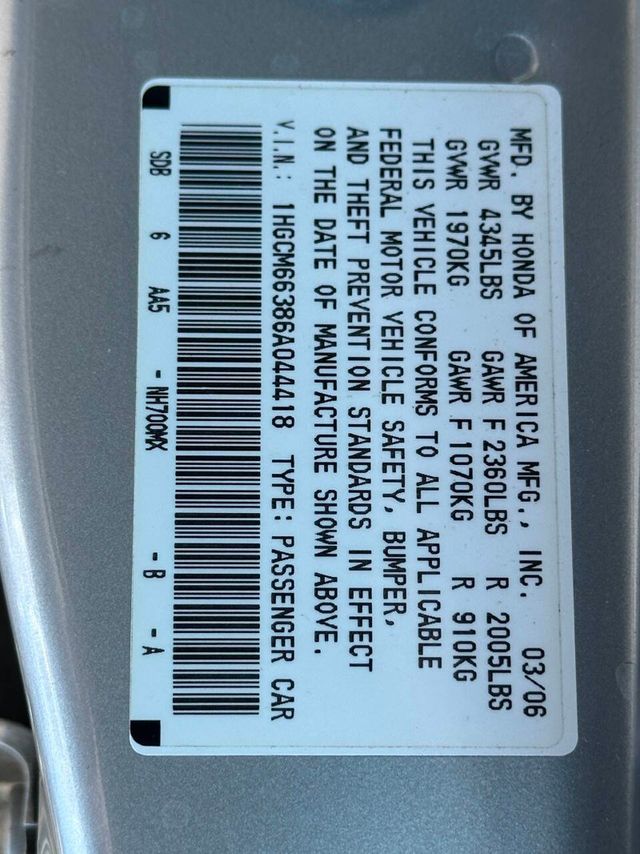 MFD. BY HONDA OF AMERICA MFG., INC. 03/06
GVWR 4345LBS GAWR F 2360LBS R 2005LBS
GVWR 1970KG GAWR F 1070KG R 910KG
THIS VEHICLE CONFORMS TO ALL APPLICABLE
FEDERAL MOTOR VEHICLE SAFETY, BUMPER,
AND THEFT PREVENTION STANDARDS IN EFFECT
ON THE DATE OF MANUFACTURE SHOWN ABOVE.
V.I.N.: 1HGCM66386A044418 TYPE: PASSENGER CAR
SDB 6 AA5 - NH700MX - B - A